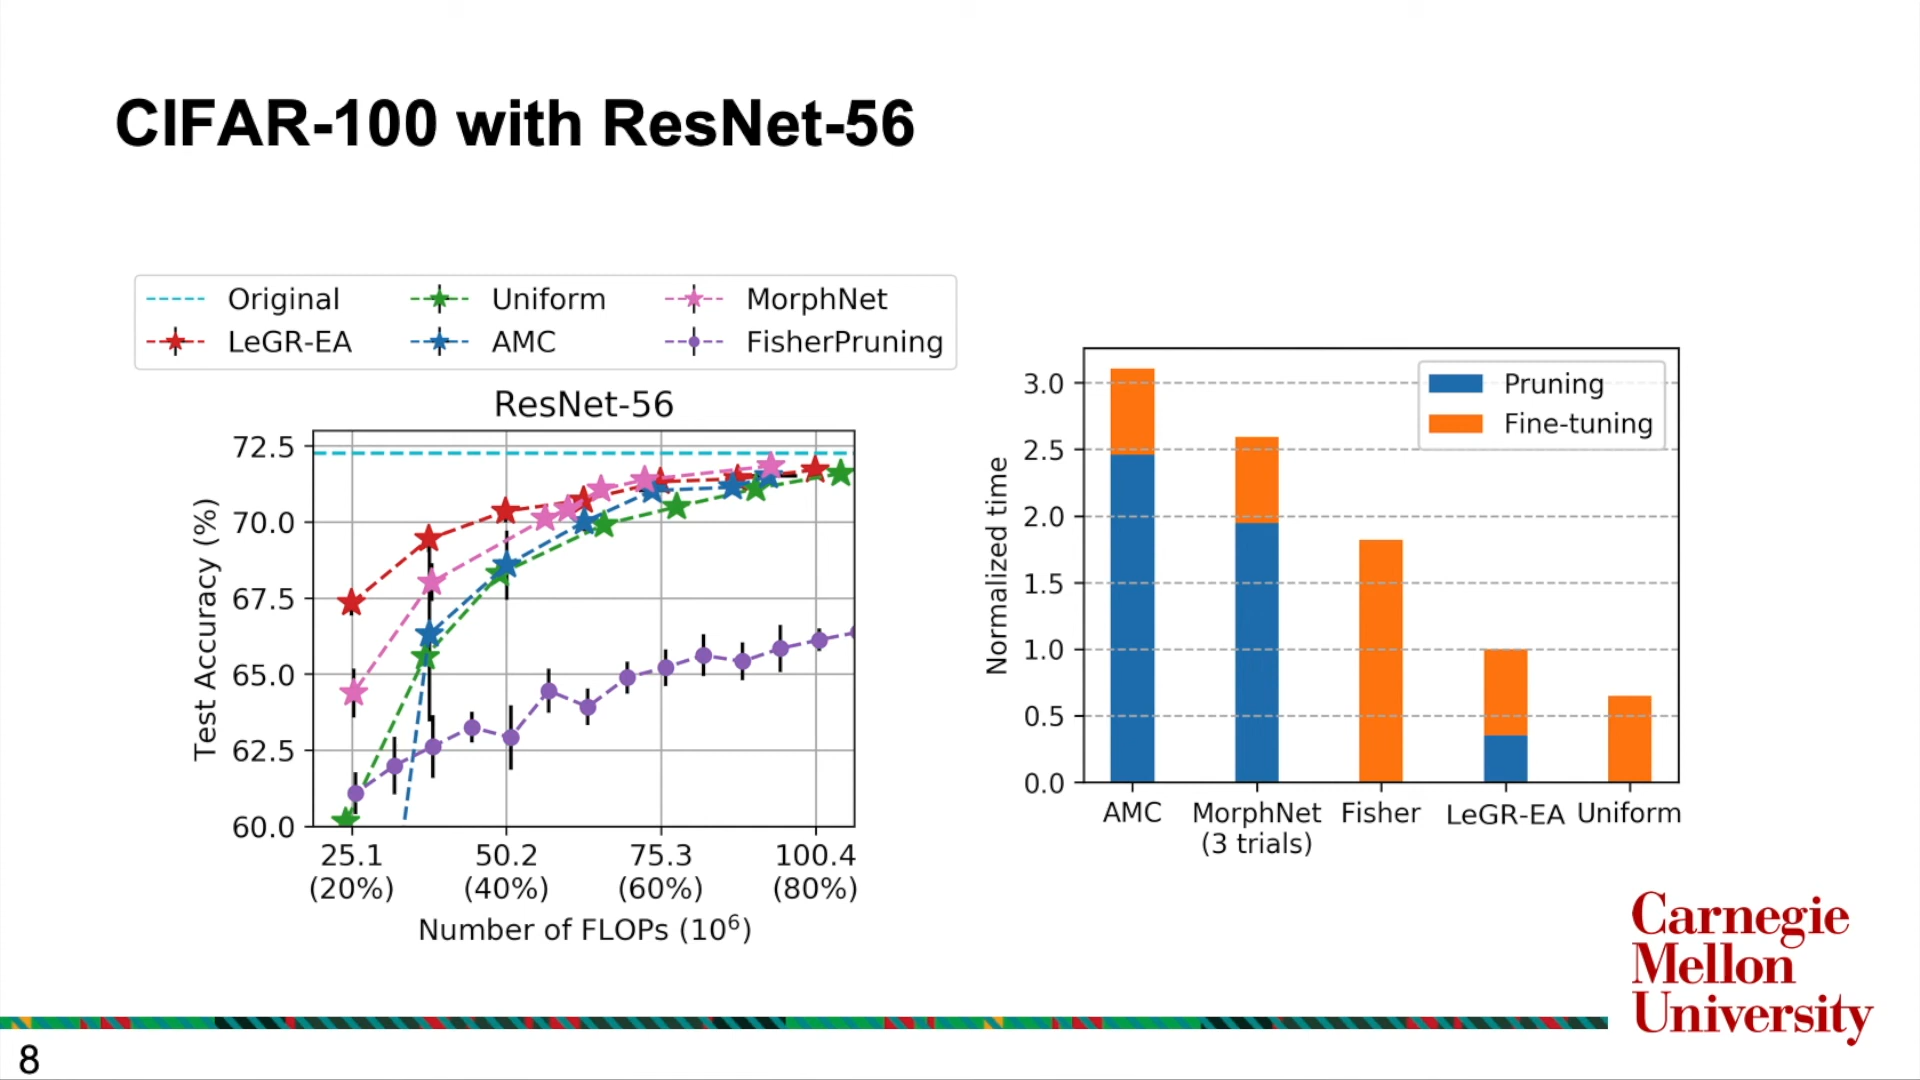 CIFAR-100 with ResNet-56
Original
Uniform
MorphNet
LeGR-EA
AMC
FisherPruning
ResNet-56
Test Accuracy (%)
72.5
70.0
67.5
65.0
62.5
60.0
25.1
(20%)
50.2
(40%)
75.3
(60%)
100.4
(80%)
Number of FLOPs (10⁶)
Pruning
Fine-tuning
Normalized time
3.0
2.5
2.0
1.5
1.0
0.5
0.0
AMC
MorphNet
(3 trials)
Fisher
LeGR-EA
Uniform
Carnegie
Mellon
University
8